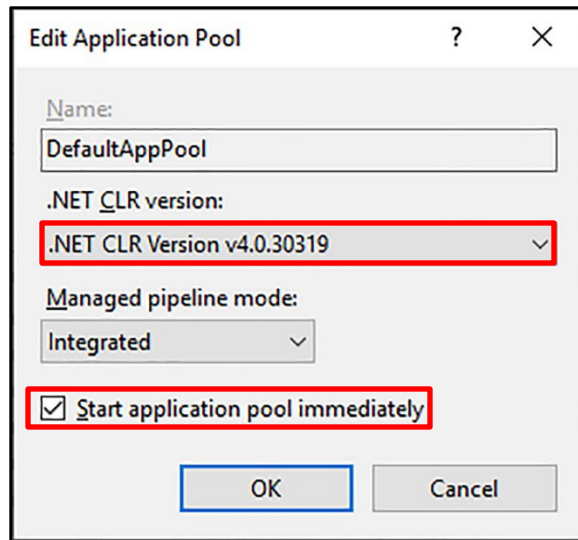 Edit Application Pool ? X
Name:
DefaultAppPool
.NET CLR version:
.NET CLR Version v4.0.30319
Managed pipeline mode:
Integrated
Start application pool immediately
OK Cancel